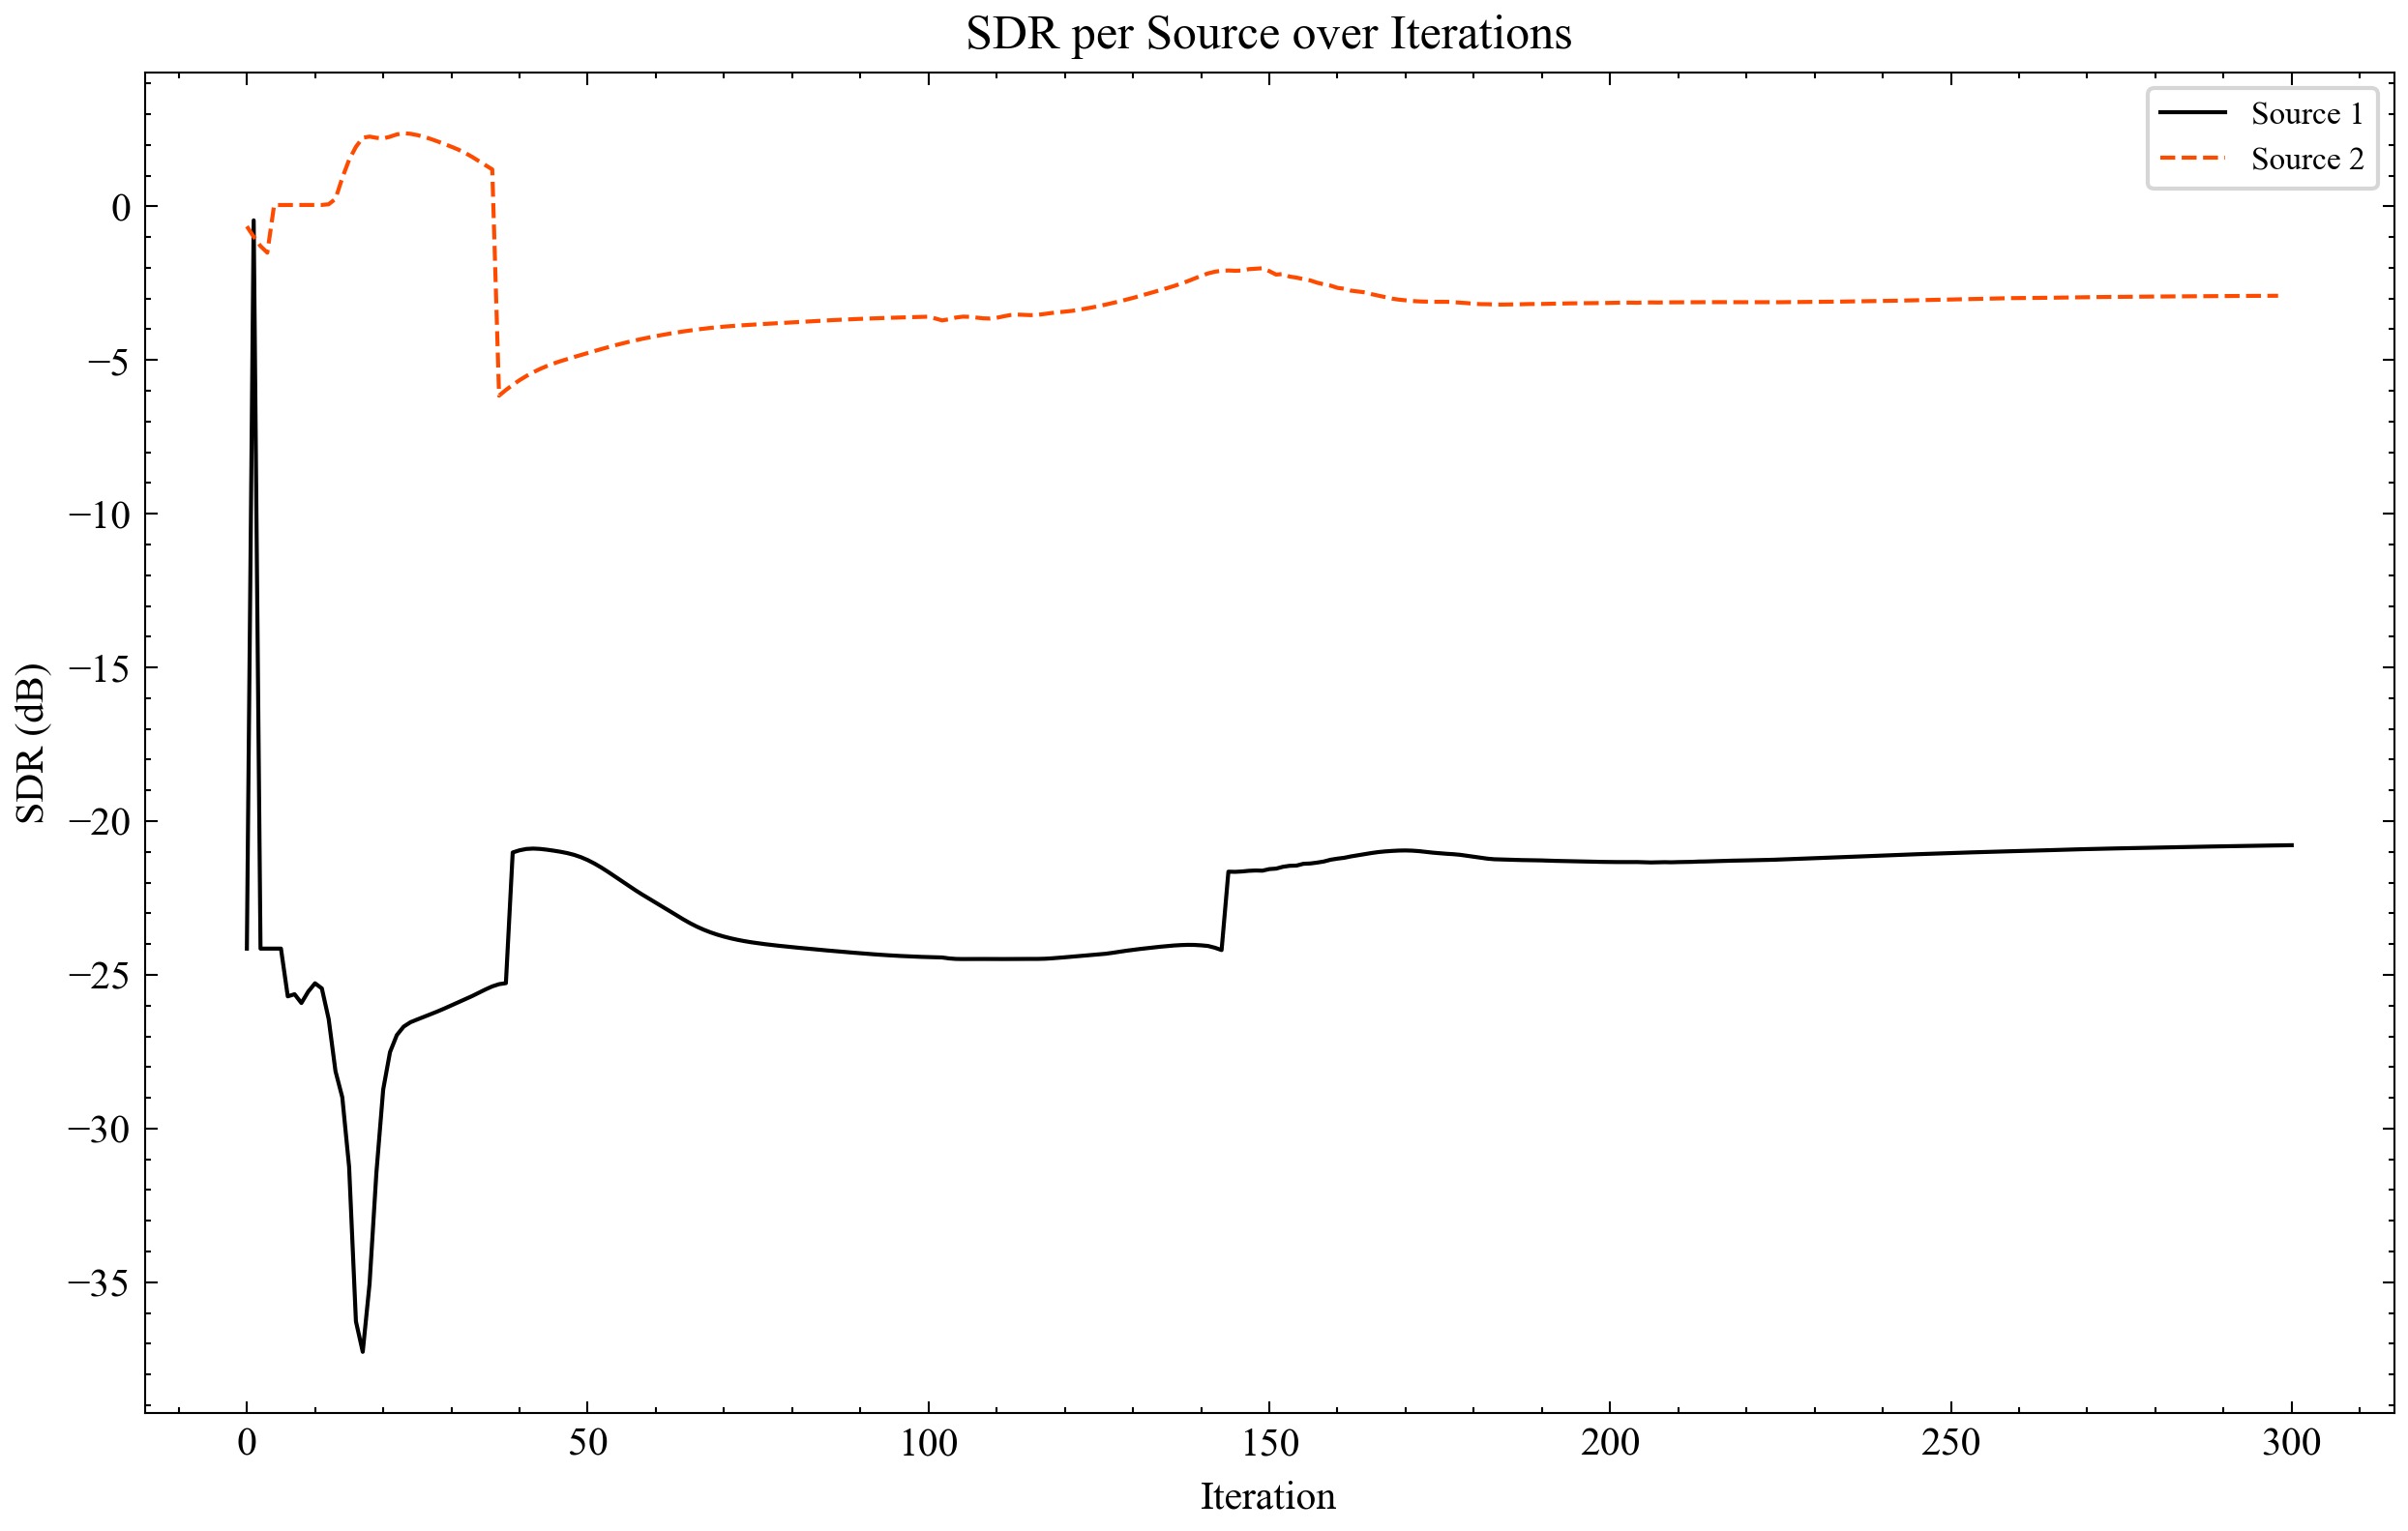 SDR per Source over Iterations
Source 1
Source 2
SDR (dB)
0
−5
−10
−15
−20
−25
−30
−35
0 50 100 150 200 250 300
Iteration